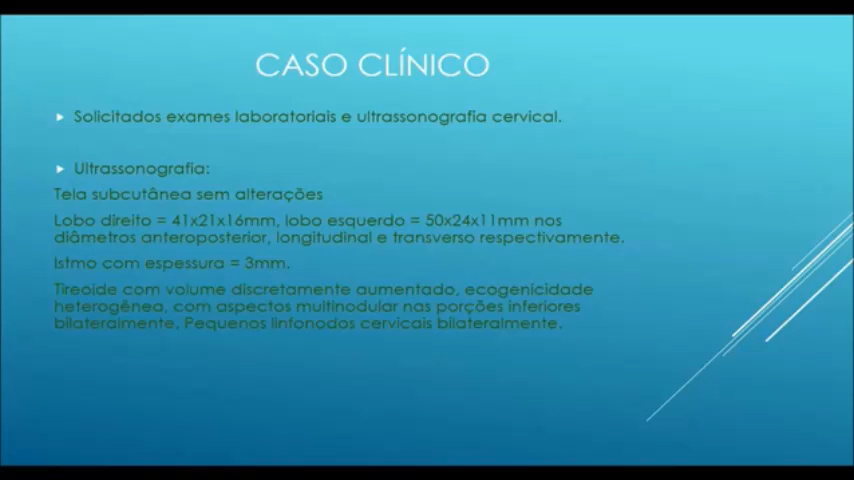 CASO CLÍNICO
Solicitados exames laboratoriais e ultrassonografia cervical.
Ultrassonografia:
Tela subcutânea sem alterações
Lobo direito = 41x21x16mm, lobo esquerdo = 50x24x11mm nos
diâmetros anteroposterior, longitudinal e transverso respectivamente.
Istmo com espessura = 3mm.
Tireoide com volume discretamente aumentado, ecogenicidade
heterogênea, com aspectos multinodular nas porções inferiores
bilateralmente. Pequenos linfonodos cervicais bilateralmente.